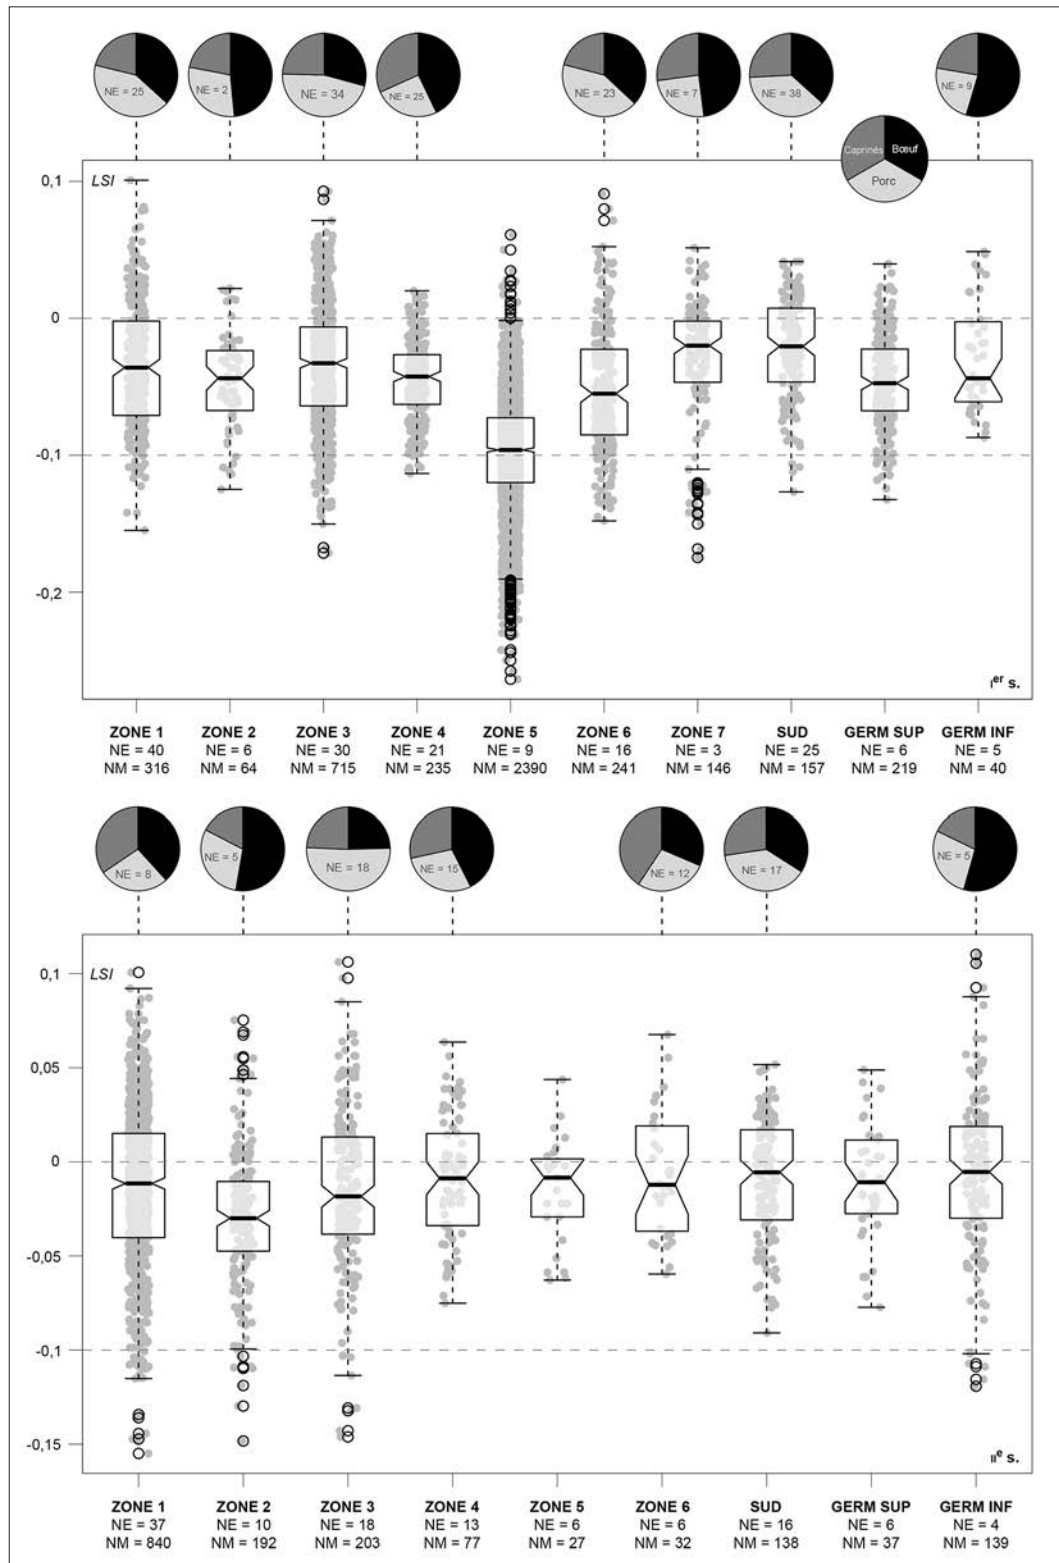 NE = 25
NE = 2
NE = 34
NE = 25
NE = 23
NE = 7
NE = 38
NE = 9
Caprinés
Bœuf
Porc
LSI
0,1
0
-0,1
-0,2
Ier s.
ZONE 1 ZONE 2 ZONE 3 ZONE 4 ZONE 5 ZONE 6 ZONE 7 SUD GERM SUP GERM INF
NE = 40 NE = 6 NE = 30 NE = 21 NE = 9 NE = 16 NE = 3 NE = 25 NE = 6 NE = 5
NM = 316 NM = 64 NM = 715 NM = 235 NM = 2390 NM = 241 NM = 146 NM = 157 NM = 219 NM = 40
NE = 8
NE = 5
NE = 18
NE = 15
NE = 12
NE = 17
NE = 5
LSI
0,1
0,05
0
-0,05
-0,1
-0,15
IIe s.
ZONE 1 ZONE 2 ZONE 3 ZONE 4 ZONE 5 ZONE 6 SUD GERM SUP GERM INF
NE = 37 NE = 10 NE = 18 NE = 13 NE = 6 NE = 6 NE = 16 NE = 6 NE = 4
NM = 840 NM = 192 NM = 203 NM = 77 NM = 27 NM = 32 NM = 138 NM = 37 NM = 139